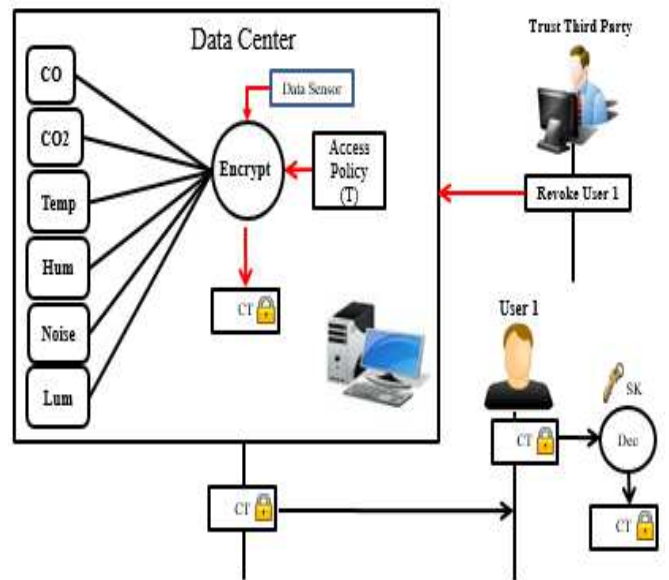 Data Center
Trust Third Party
CO
CO2
Temp
Hum
Noise
Lum
Data Sensor
Encrypt
Access
Policy
(T)
CT
Revoke User 1
User 1
SK
CT
Dec
CT
CT